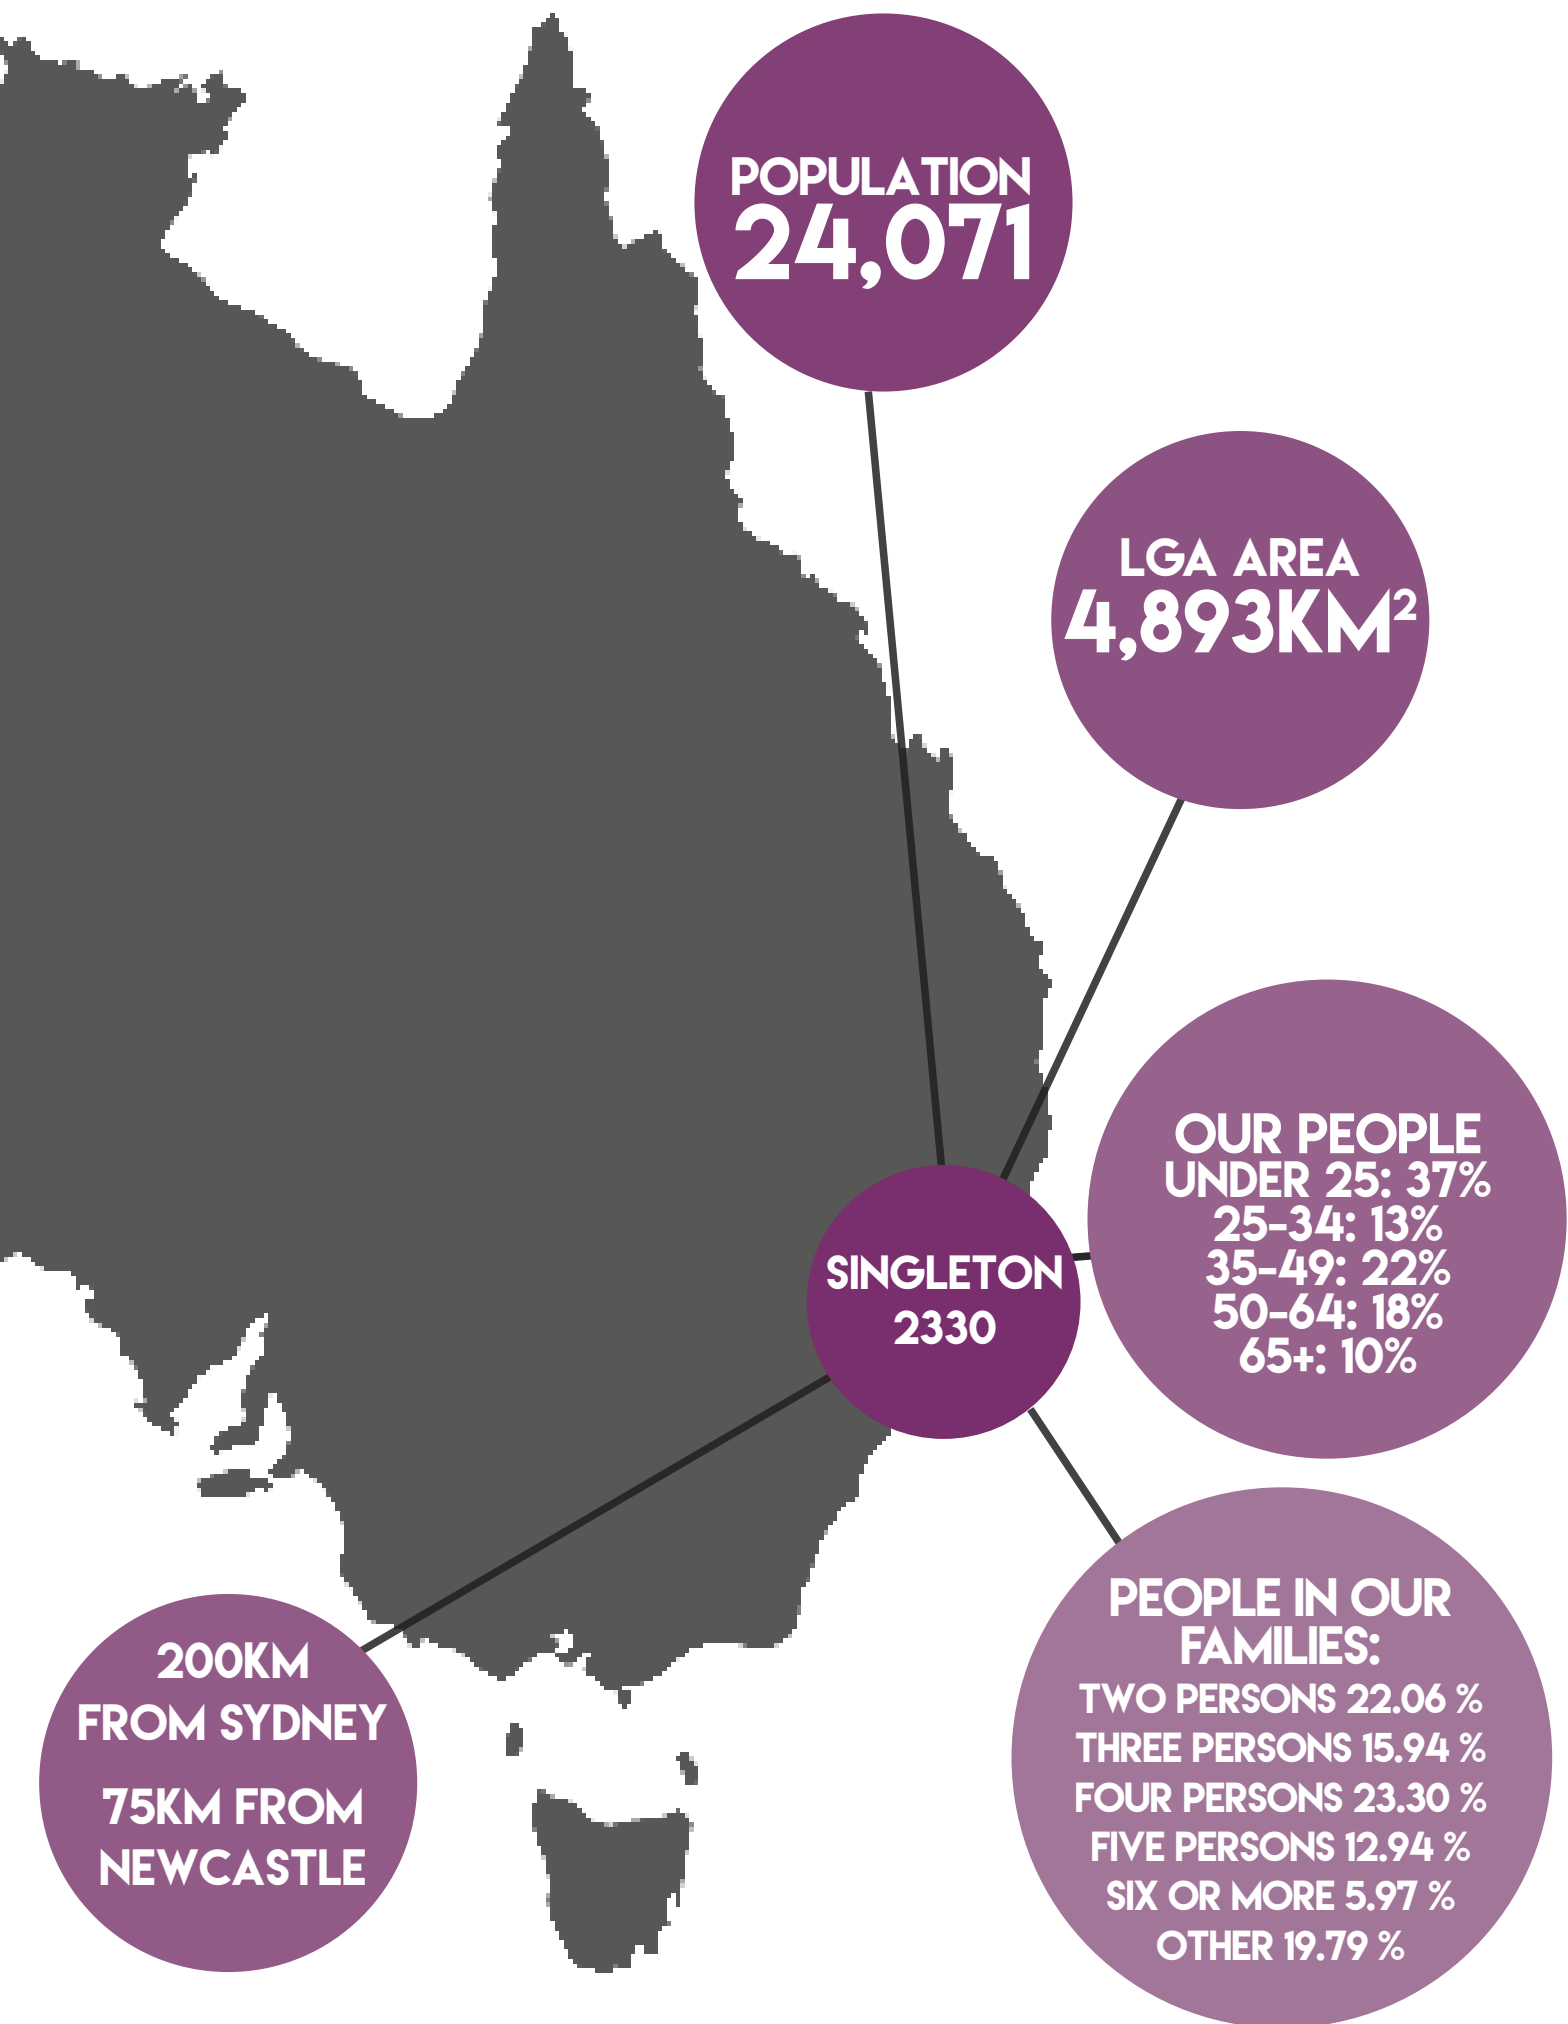 POPULATION
24,071
LGA AREA
4,893KM²
OUR PEOPLE
UNDER 25: 37%
25-34: 13%
35-49: 22%
50-64: 18%
65+: 10%
SINGLETON
2330
PEOPLE IN OUR
FAMILIES:
TWO PERSONS 22.06 %
THREE PERSONS 15.94 %
FOUR PERSONS 23.30 %
FIVE PERSONS 12.94 %
SIX OR MORE 5.97 %
OTHER 19.79 %
200KM
FROM SYDNEY
75KM FROM
NEWCASTLE